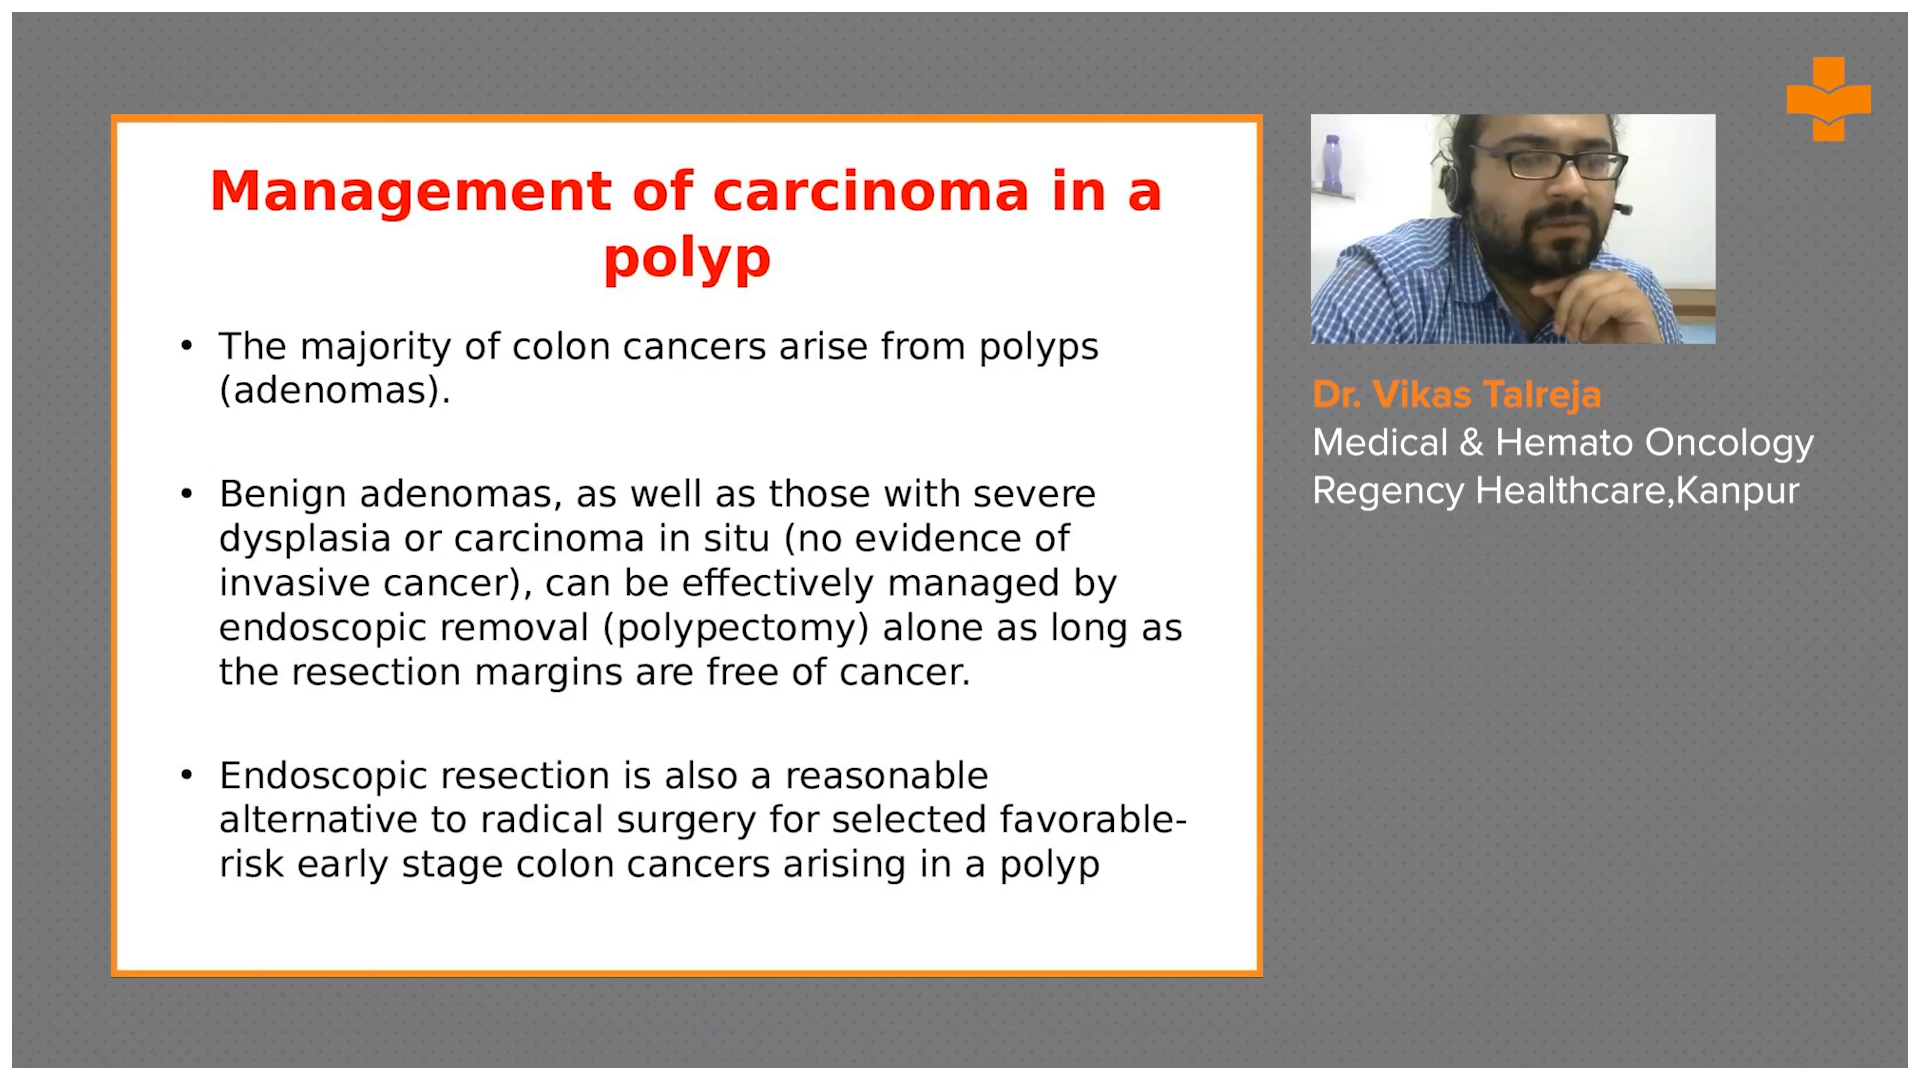 Management of carcinoma in a
polyp
• The majority of colon cancers arise from polyps
(adenomas).
• Benign adenomas, as well as those with severe
dysplasia or carcinoma in situ (no evidence of
invasive cancer), can be effectively managed by
endoscopic removal (polypectomy) alone as long as
the resection margins are free of cancer.
• Endoscopic resection is also a reasonable
alternative to radical surgery for selected favorable-
risk early stage colon cancers arising in a polyp
Dr. Vikas Talreja
Medical & Hemato Oncology
Regency Healthcare,Kanpur